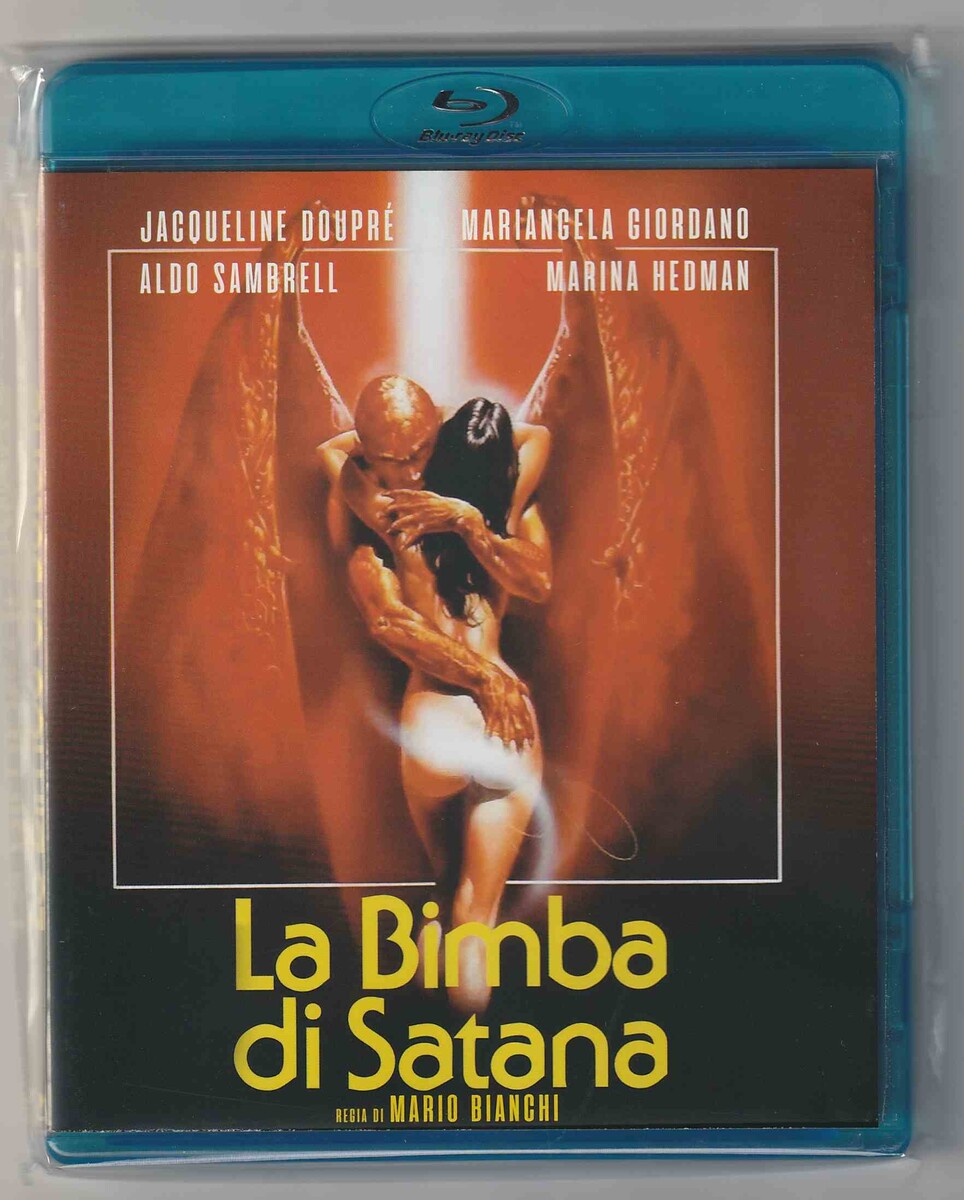 Blu-ray Disc
JACQUELINE DOUPRÉ MARIANGELA GIORDANO
ALDO SAMBRELL MARINA HEDMAN
La Bimba
di Satana
REGIA DI MARIO BIANCHI